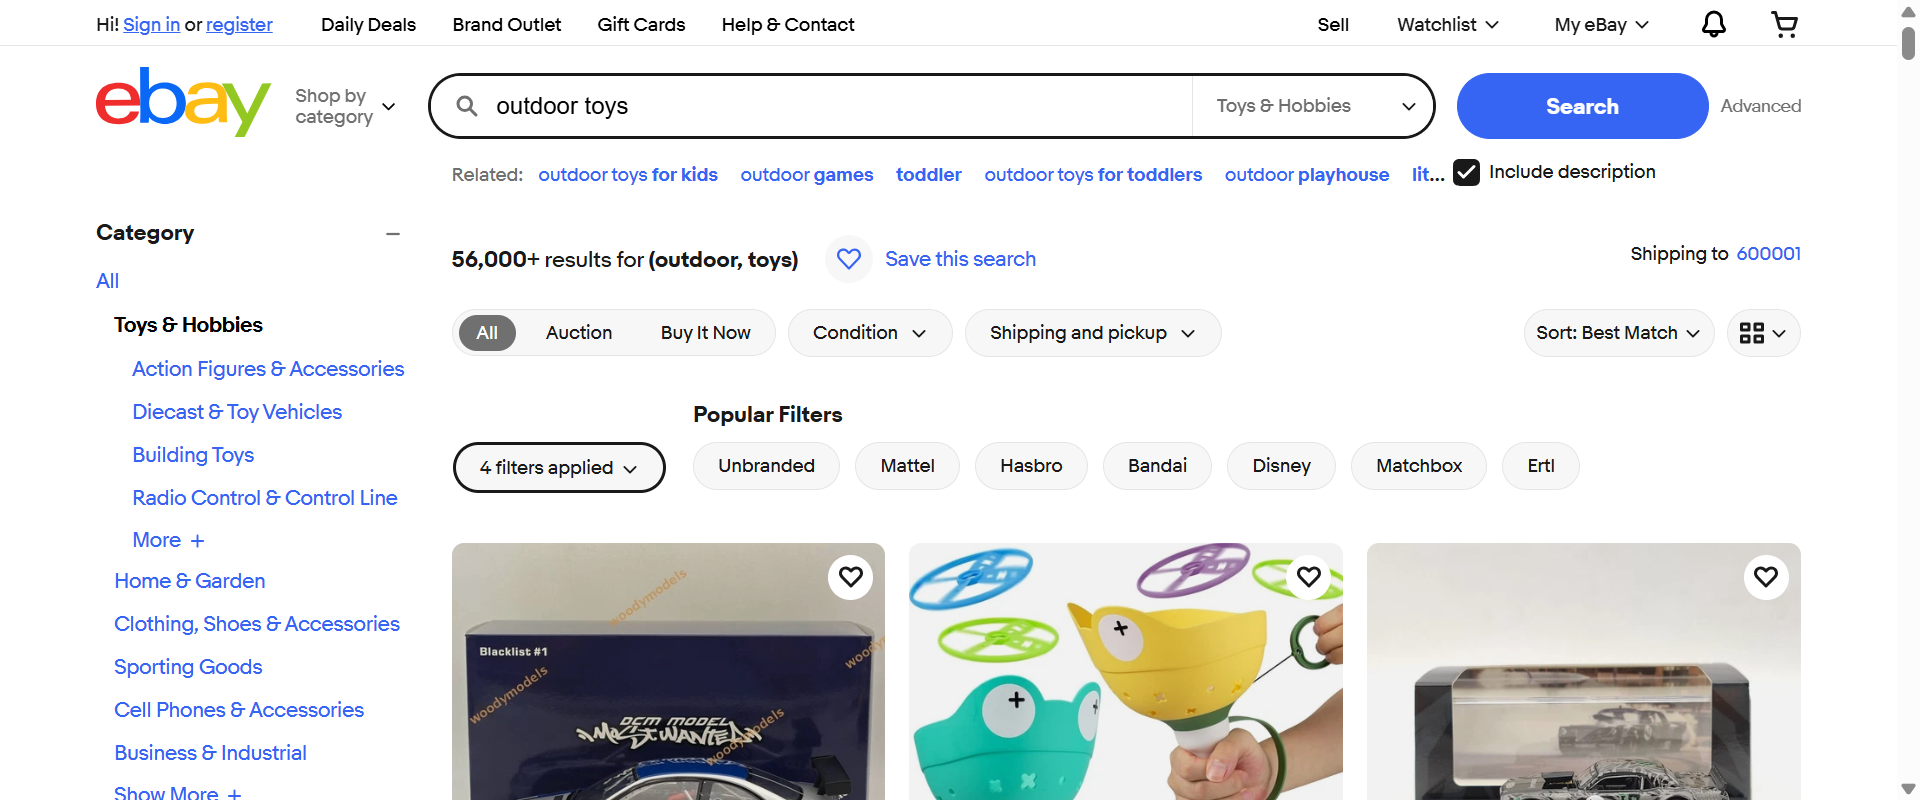 Hi! Sign in or register Daily Deals Brand Outlet Gift Cards Help & Contact Sell Watchlist My eBay
ebay Shop by category outdoor toys Toys & Hobbies Search Advanced
Related: outdoor toys for kids outdoor games toddler outdoor toys for toddlers outdoor playhouse lit... Include description
Category
All
Toys & Hobbies
Action Figures & Accessories
Diecast & Toy Vehicles
Building Toys
Radio Control & Control Line
More +
Home & Garden
Clothing, Shoes & Accessories
Sporting Goods
Cell Phones & Accessories
Business & Industrial
Show More +
56,000+ results for (outdoor, toys) Save this search Shipping to 600001
All Auction Buy It Now Condition Shipping and pickup Sort: Best Match
Popular Filters
4 filters applied Unbranded Mattel Hasbro Bandai Disney Matchbox Ertl
woodymodels
Blacklist #1
woodymodels
DCM MODEL
MOST WANTED
woodymodels